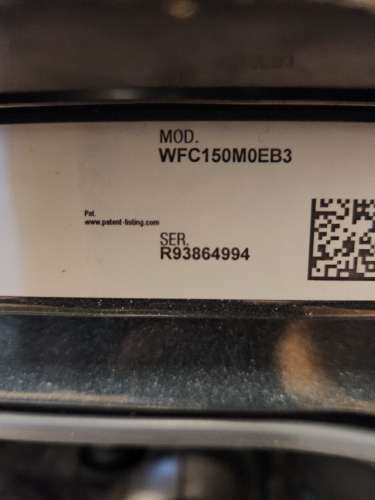 MOD.
WFC150M0EB3
Pat.
www.patent-listing.com
SER.
R93864994